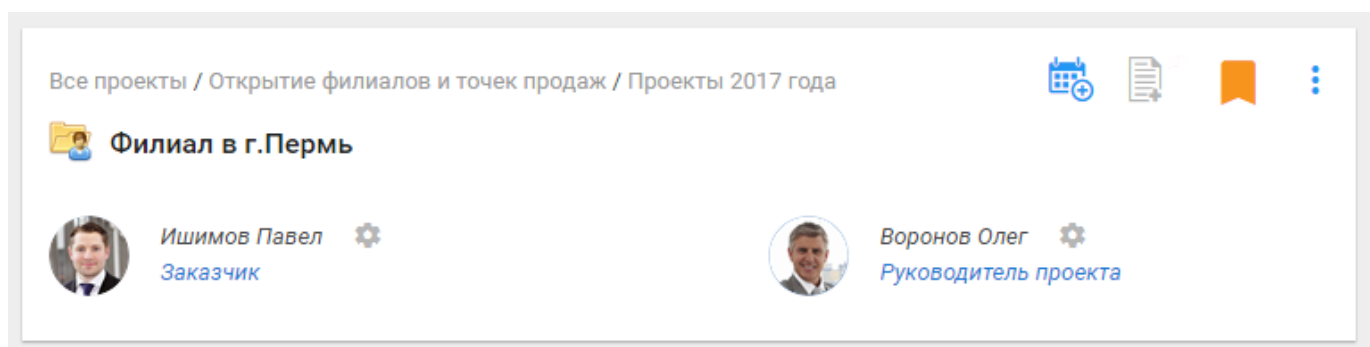 Все проекты / Открытие филиалов и точек продаж / Проекты 2017 года
Филиал в г.Пермь
Ишимов Павел
Заказчик
Воронов Олег
Руководитель проекта